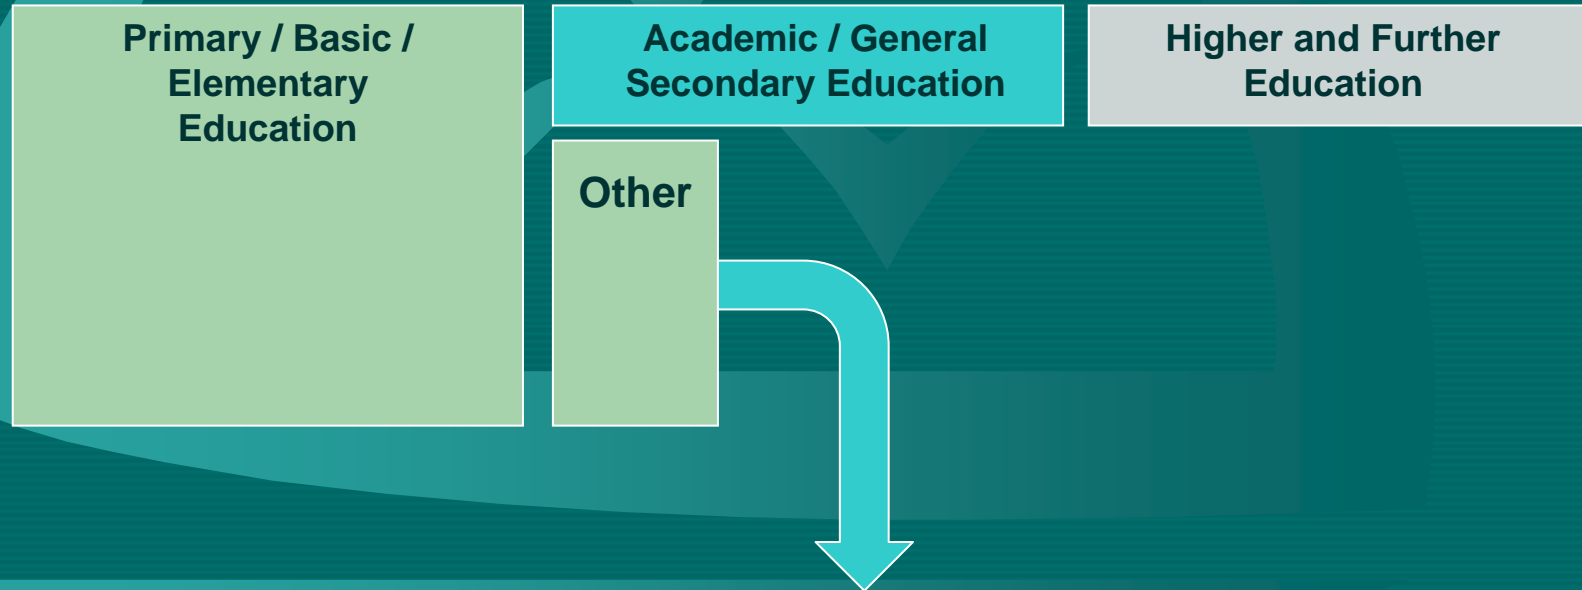 Primary / Basic /
Elementary
Education
Academic / General
Secondary Education
Higher and Further
Education
Other